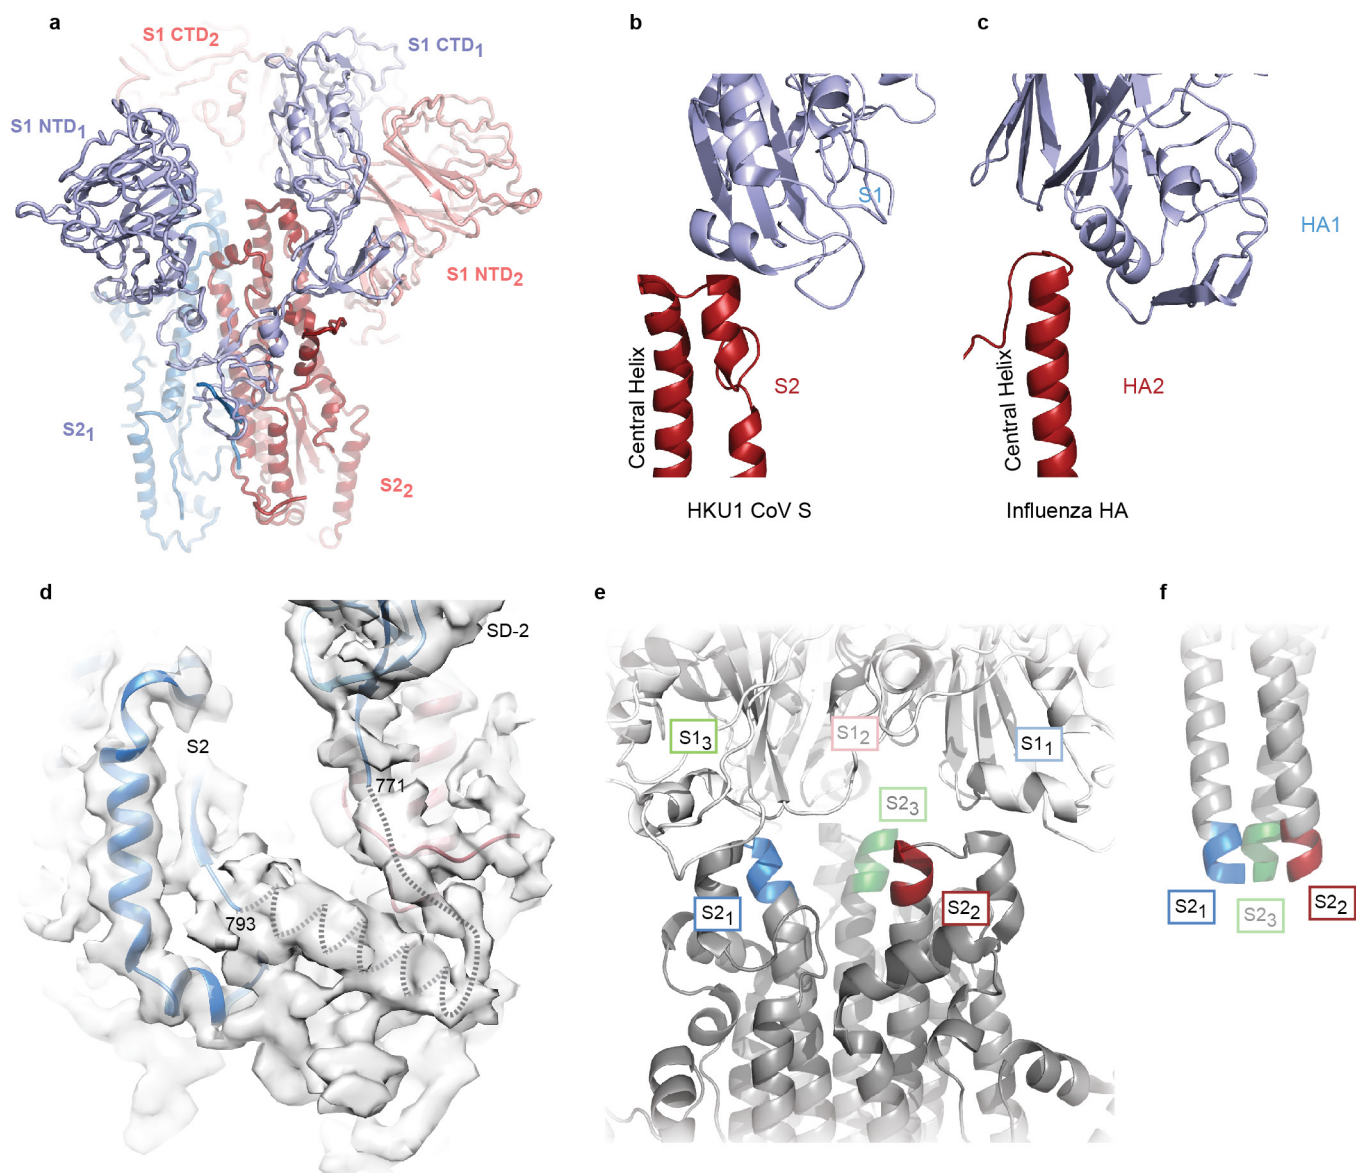 a
S1 CTD2
S1 CTD1
S1 NTD1
S1 NTD2
S21
S22
b
S1
Central Helix
S2
HKU1 CoV S
c
HA1
Central Helix
HA2
Influenza HA
d
SD-2
S2
771
793
e
S13
S12
S11
S23
S21
S22
f
S21
S23
S22